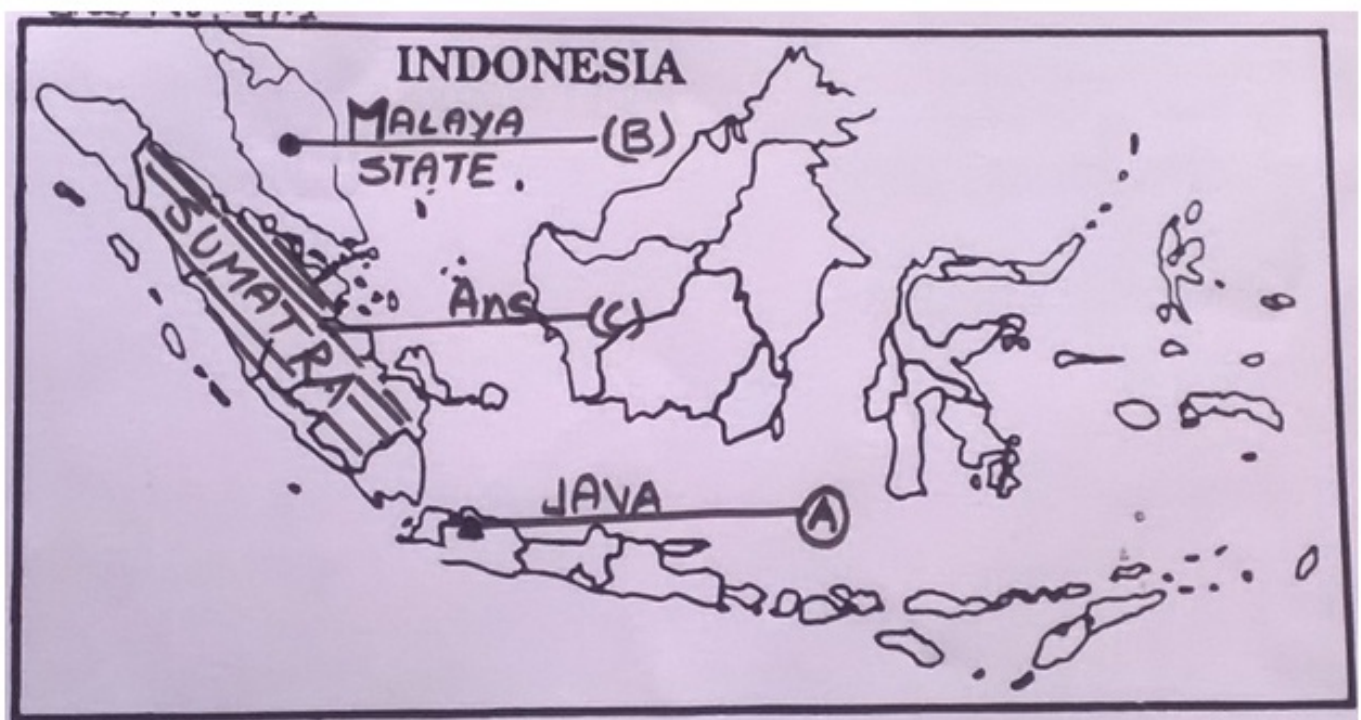 INDONESIA
MALAYA (B)
STATE.
SUMATRA
Ans (C)
JAVA A